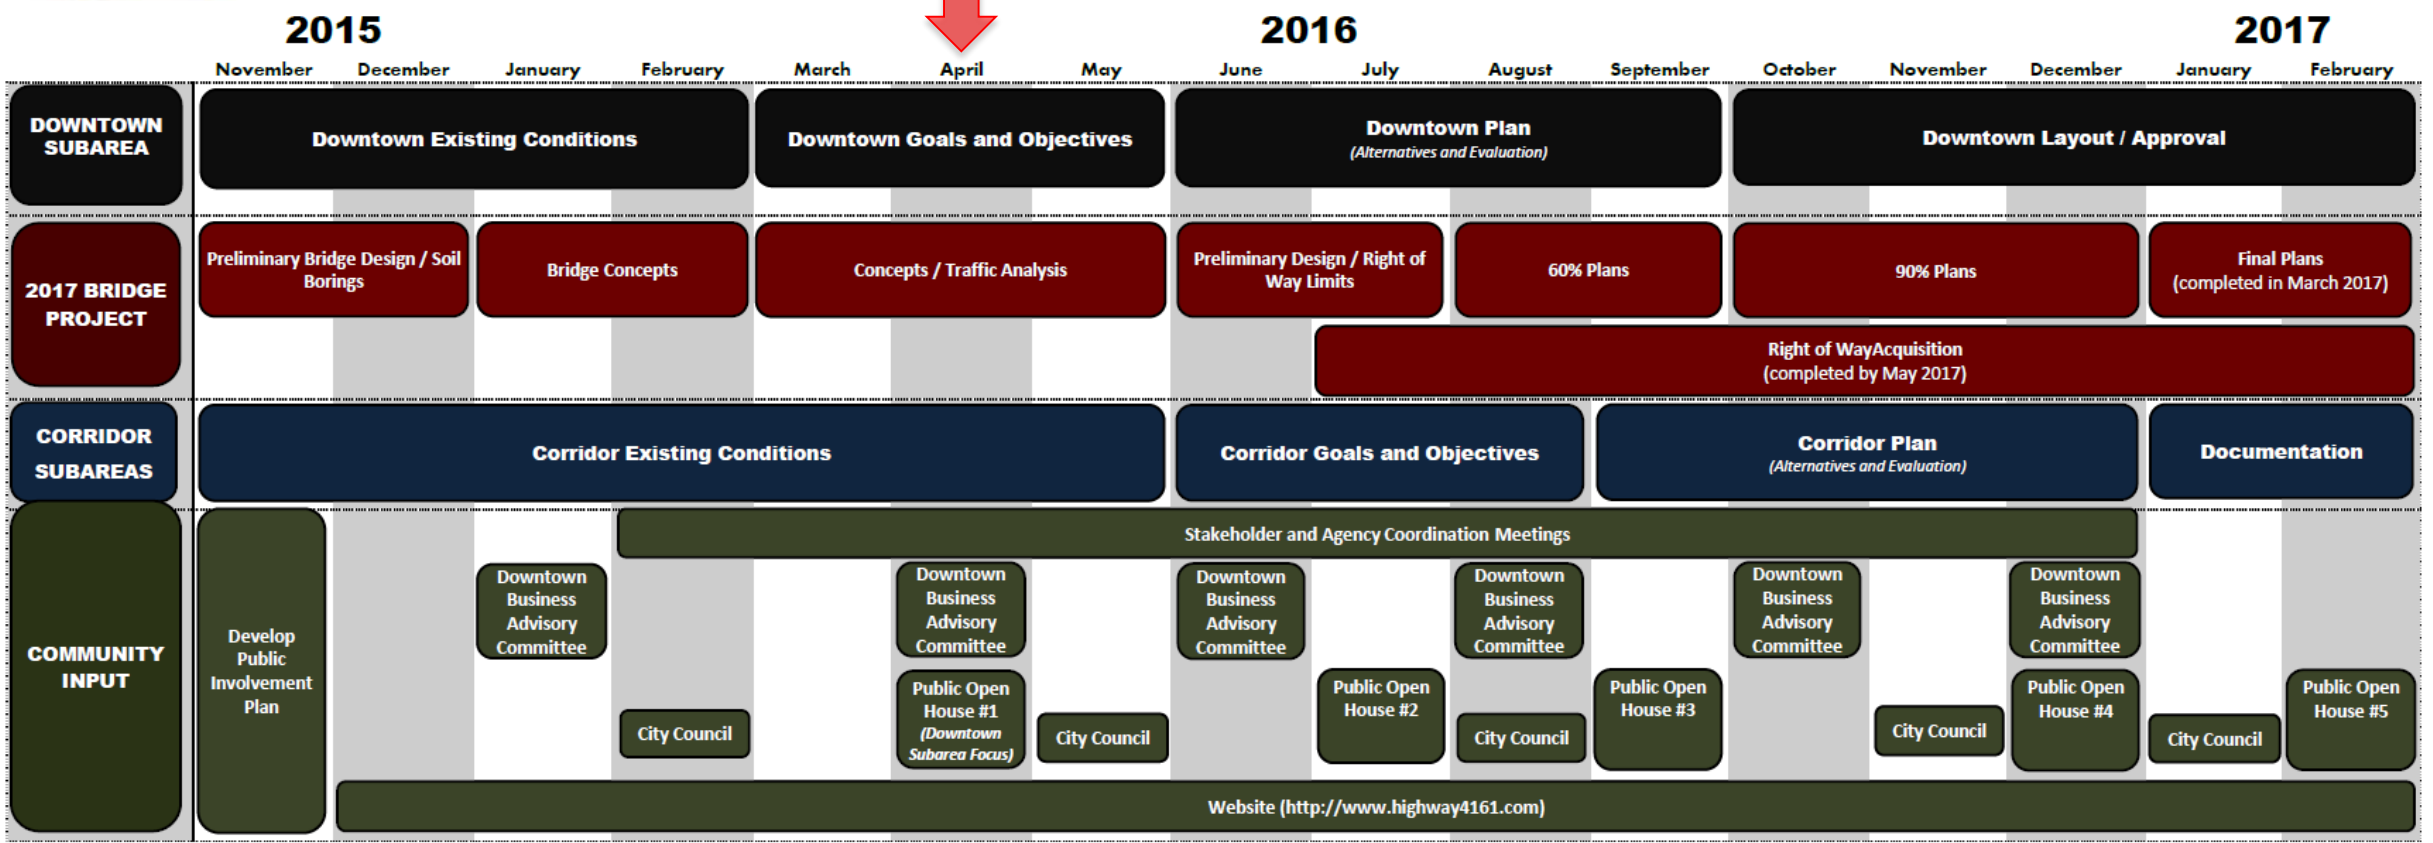 2015 2016 2017
November December January February March April May June July August September October November December January February
DOWNTOWN
SUBAREA
Downtown Existing Conditions
Downtown Goals and Objectives
Downtown Plan
(Alternatives and Evaluation)
Downtown Layout / Approval
2017 BRIDGE
PROJECT
Preliminary Bridge Design / Soil
Borings
Bridge Concepts
Concepts / Traffic Analysis
Preliminary Design / Right of
Way Limits
60% Plans
90% Plans
Final Plans
(completed in March 2017)
Right of WayAcquisition
(completed by May 2017)
CORRIDOR
SUBAREAS
Corridor Existing Conditions
Corridor Goals and Objectives
Corridor Plan
(Alternatives and Evaluation)
Documentation
COMMUNITY
INPUT
Develop
Public
Involvement
Plan
Stakeholder and Agency Coordination Meetings
Downtown
Business
Advisory
Committee
Downtown
Business
Advisory
Committee
Downtown
Business
Advisory
Committee
Downtown
Business
Advisory
Committee
Downtown
Business
Advisory
Committee
Downtown
Business
Advisory
Committee
City Council
Public Open
House #1
(Downtown
Subarea Focus)
City Council
Public Open
House #2
City Council
Public Open
House #3
City Council
Public Open
House #4
City Council
Public Open
House #5
Website (http://www.highway4161.com)